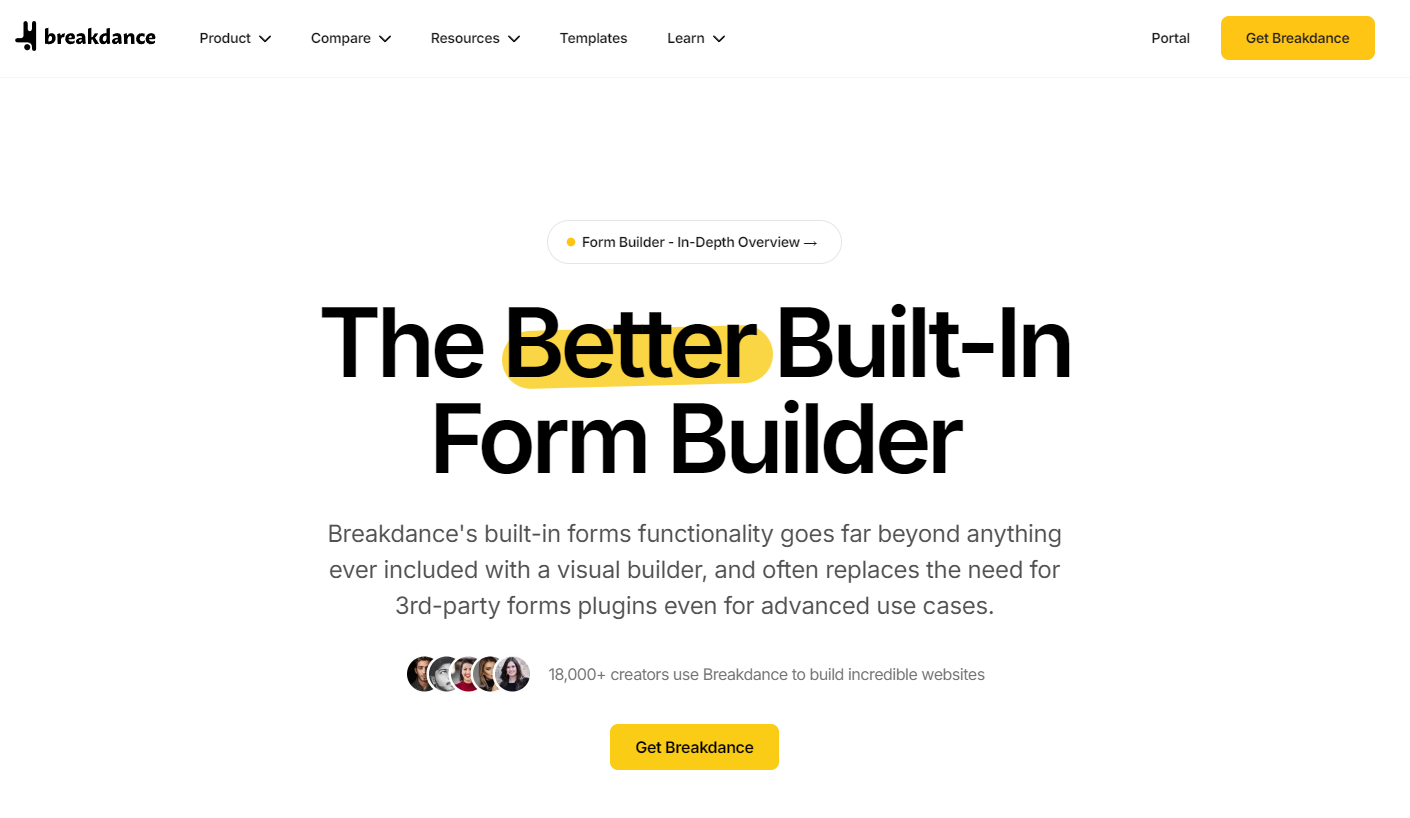 breakdance
Product
Compare
Resources
Templates
Learn
Portal
Get Breakdance
Form Builder - In-Depth Overview →
The Better Built-In
Form Builder
Breakdance's built-in forms functionality goes far beyond anything
ever included with a visual builder, and often replaces the need for
3rd-party forms plugins even for advanced use cases.
18,000+ creators use Breakdance to build incredible websites
Get Breakdance